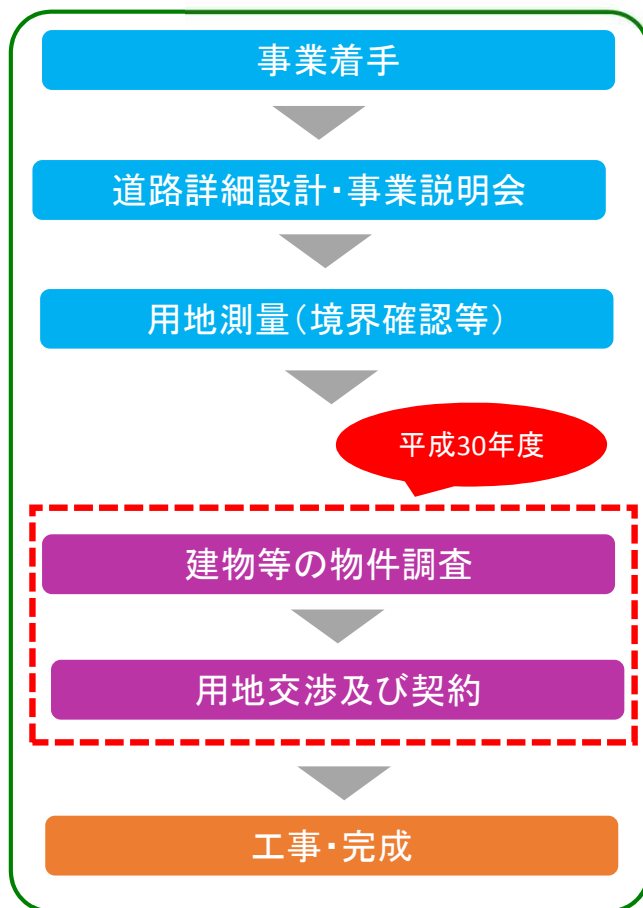 事業着手
道路詳細設計・事業説明会
用地測量(境界確認等)
平成30年度
建物等の物件調査
用地交渉及び契約
工事・完成